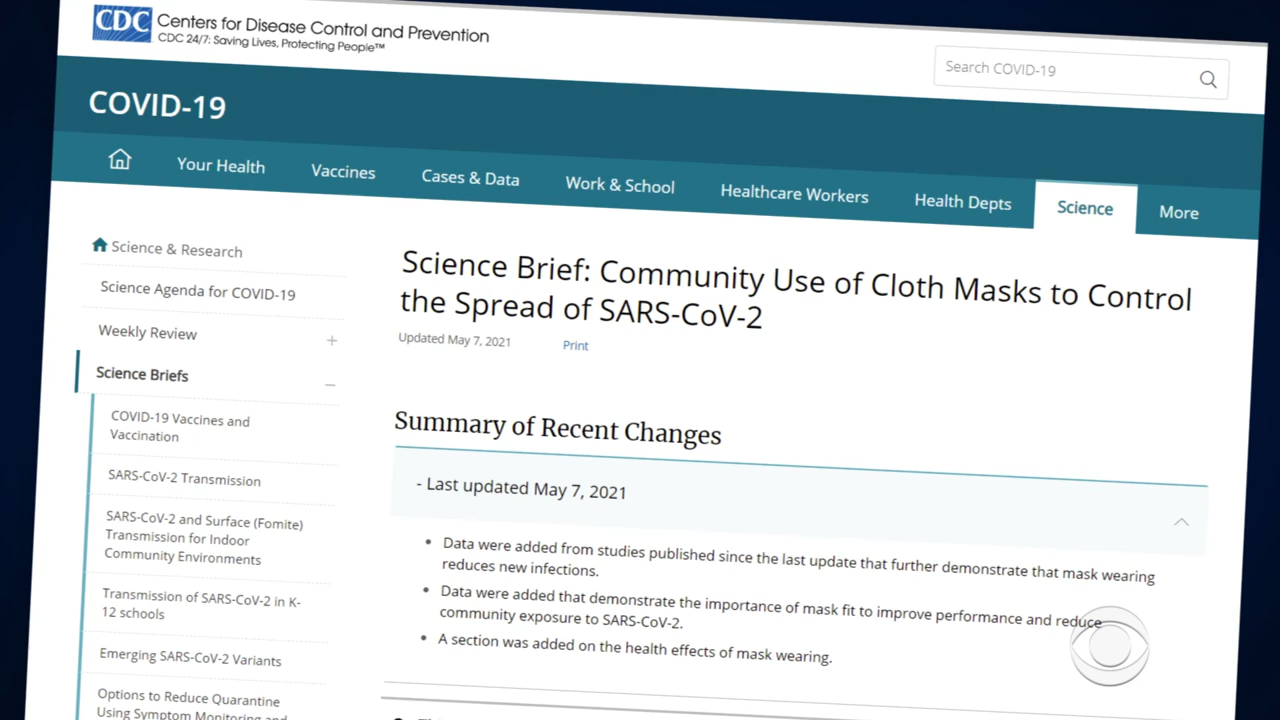 CDC
Centers for Disease Control and Prevention
CDC 24/7: Saving Lives, Protecting People™
Search COVID-19
COVID-19
Your Health
Vaccines
Cases & Data
Work & School
Healthcare Workers
Health Depts
Science
More
Science & Research
Science Agenda for COVID-19
Weekly Review +
Science Briefs –
COVID-19 Vaccines and
Vaccination
SARS-CoV-2 Transmission
SARS-CoV-2 and Surface (Fomite)
Transmission for Indoor
Community Environments
Transmission of SARS-CoV-2 in K-
12 schools
Emerging SARS-CoV-2 Variants
Options to Reduce Quarantine
Using Symptom Monitoring and
Science Brief: Community Use of Cloth Masks to Control
the Spread of SARS-CoV-2
Updated May 7, 2021
Print
Summary of Recent Changes
- Last updated May 7, 2021
• Data were added from studies published since the last update that further demonstrate that mask wearing
reduces new infections.
• Data were added that demonstrate the importance of mask fit to improve performance and reduce
community exposure to SARS-CoV-2.
• A section was added on the health effects of mask wearing.